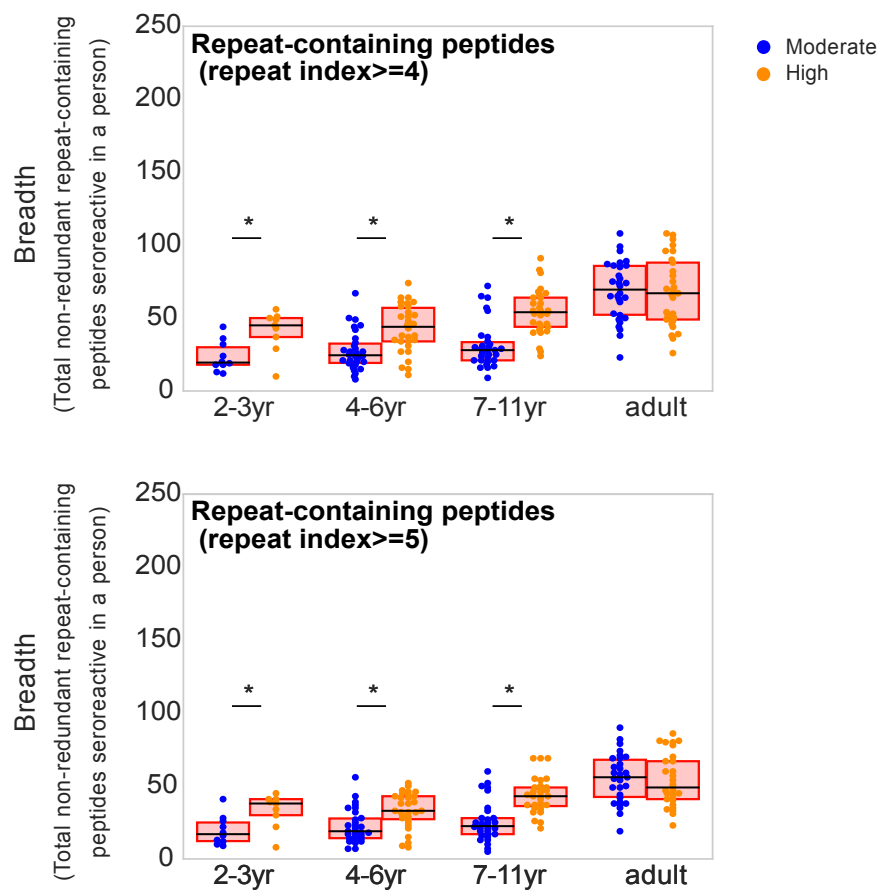 250
200
150
100
50
0
Breadth
(Total non-redundant repeat-containing
peptides seroreactive in a person)
Repeat-containing peptides
(repeat index>=4)
* * *
2-3yr 4-6yr 7-11yr adult
Moderate
High
250
200
150
100
50
0
Breadth
(Total non-redundant repeat-containing
peptides seroreactive in a person)
Repeat-containing peptides
(repeat index>=5)
* * *
2-3yr 4-6yr 7-11yr adult